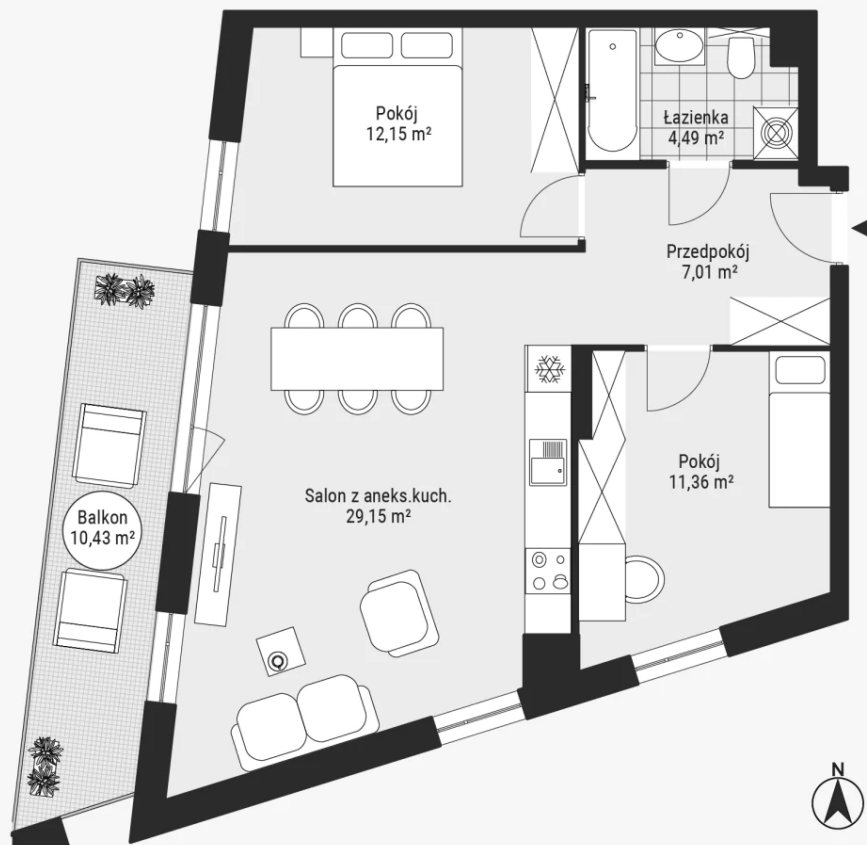 Pokój
12,15 m²
Łazienka
4,49 m²
Przedpokój
7,01 m²
Salon z aneks.kuch.
29,15 m²
Pokój
11,36 m²
Balkon
10,43 m²
N